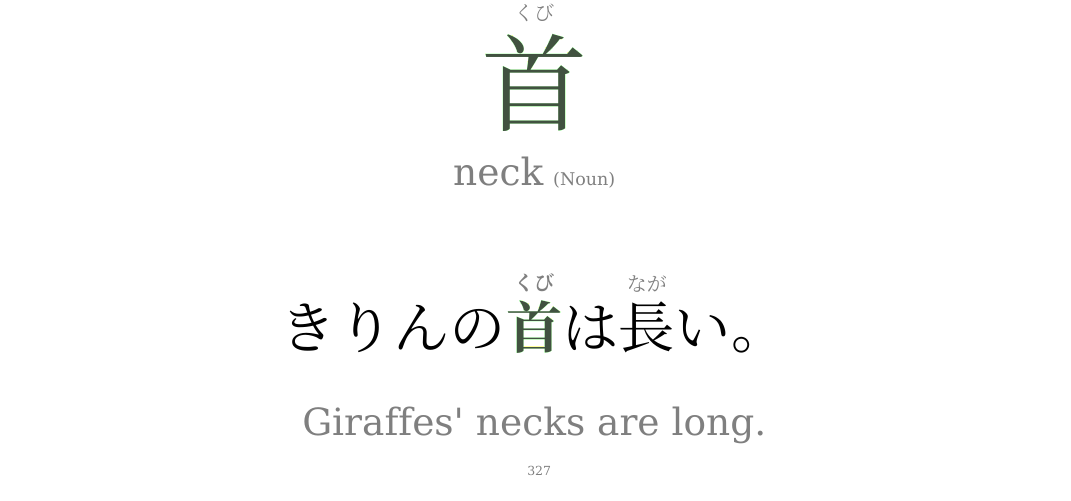 くび
首
neck (Noun)
くび なが
きりんの首は長い。
Giraffes' necks are long.
327